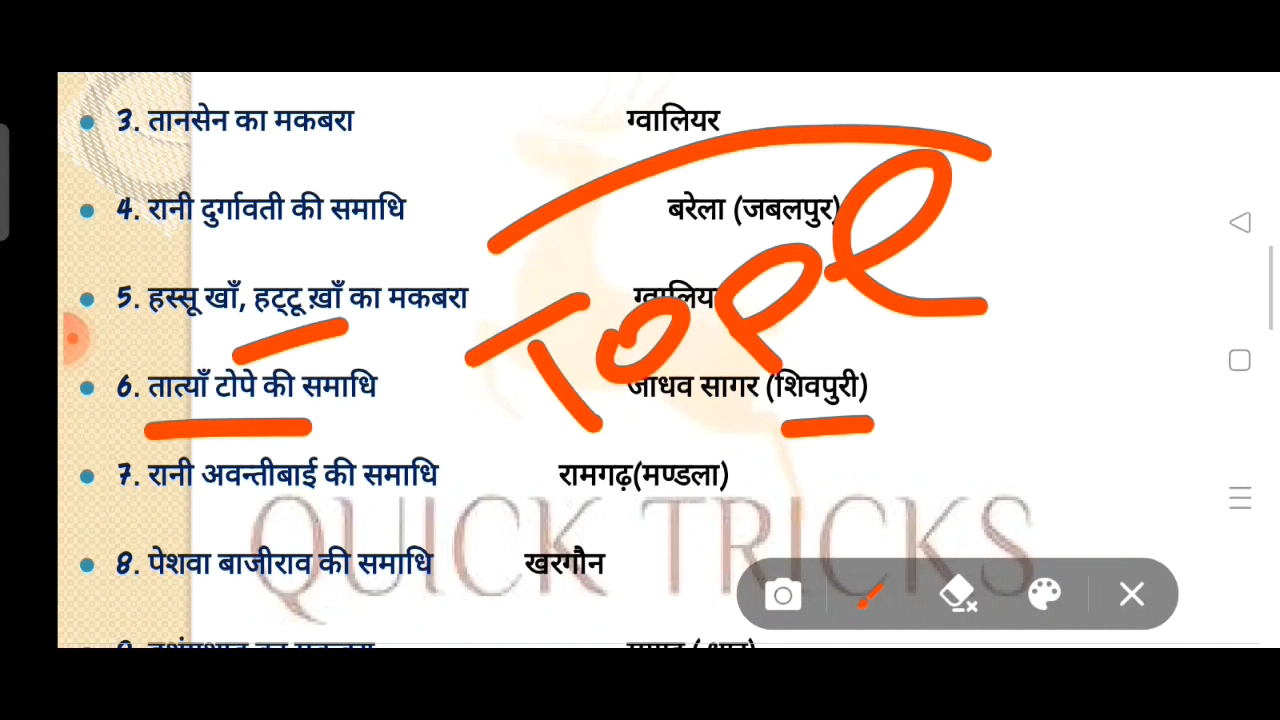 3. तानसेन का मकबरा ग्वालियर
4. रानी दुर्गावती की समाधि बरेला (जबलपुर)
5. हस्सू खाँ, हट्टू ख़ाँ का मकबरा ग्वालिय
TOPe
6. तात्याँ टोपे की समाधि जाधव सागर (शिवपुरी)
7. रानी अवन्तीबाई की समाधि रामगढ़(मण्डला)
QUICK TRICKS
8. पेशवा बाजीराव की समाधि खरगौन